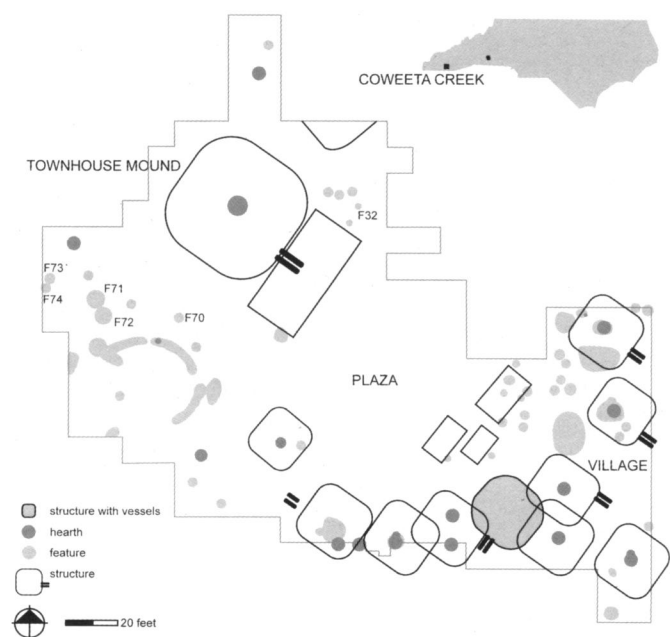 COWEETA CREEK
TOWNHOUSE MOUND
F32
F73
F71
F74
F72
F70
PLAZA
VILLAGE
structure with vessels
hearth
feature
structure
20 feet